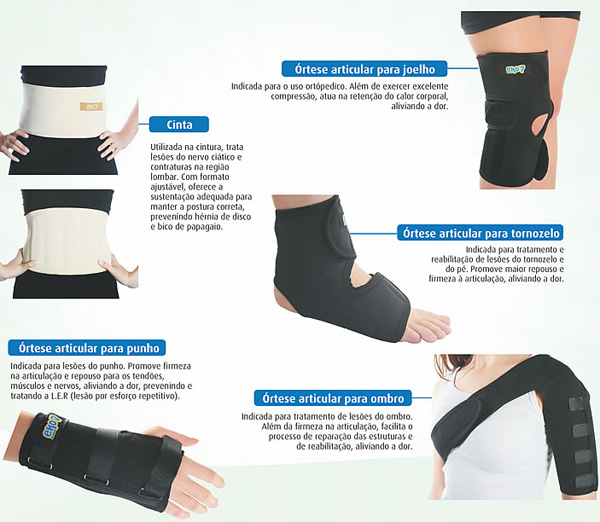 Órtese articular para joelho
Indicada para o uso ortópedico. Além de exercer excelente
compressão, atua na retenção do calor corporal,
aliviando a dor.
Cinta
Utilizada na cintura, trata
lesões do nervo ciático e
contraturas na região
lombar. Com formato
ajustável, oferece a
sustentação adequada para
manter a postura correta,
prevenindo hérnia de disco
e bico de papagaio.
Órtese articular para tornozelo
Indicada para tratamento e
reabilitação de lesões do tornozelo e
do pé. Promove maior repouso e
firmeza à articulação, aliviando a dor.
Órtese articular para punho
Indicada para lesões do punho. Promove firmeza
na articulação e repouso para os tendões,
músculos e nervos, aliviando a dor, prevenindo e
tratando a L.E.R (lesão por esforço repetitivo).
Órtese articular para ombro
Indicada para tratamento de lesões do ombro.
Além da firmeza na articulação, facilita o
processo de reparação das estruturas e
de reabilitação, aliviando a dor.